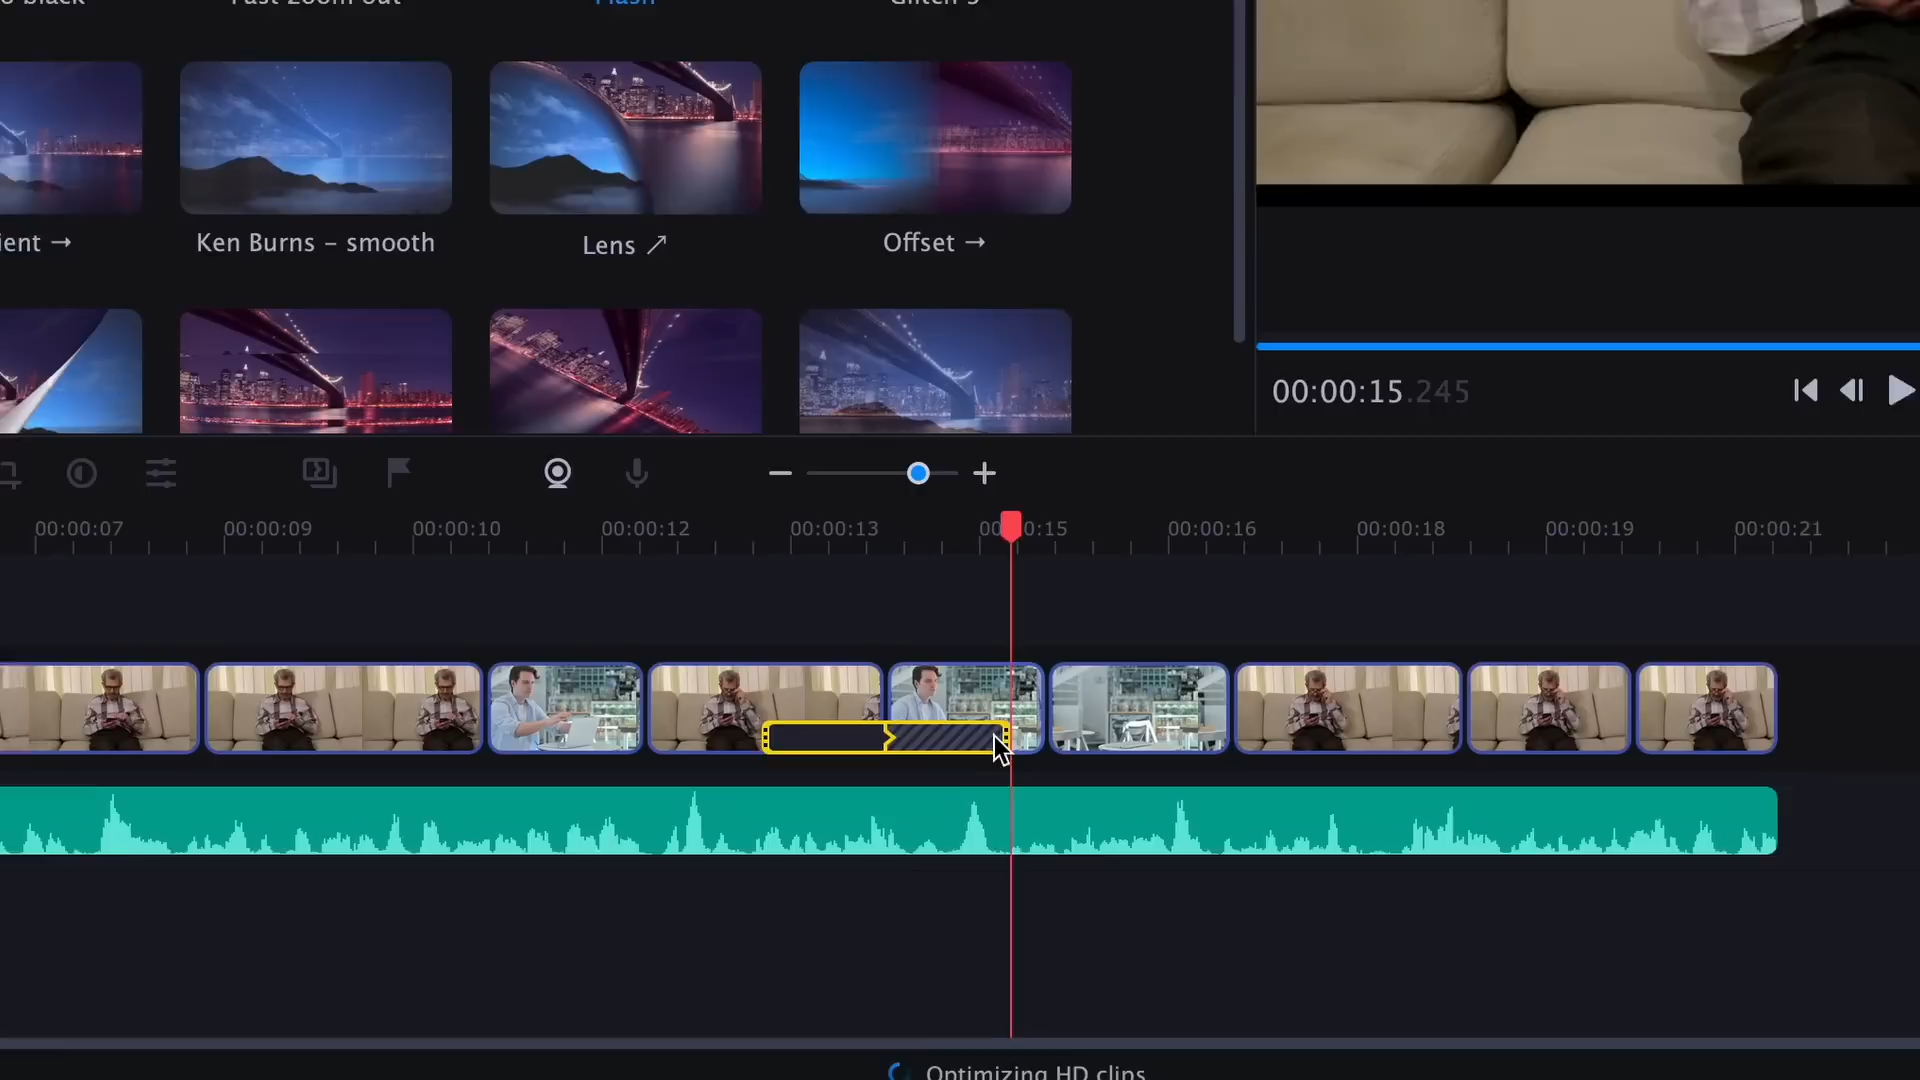 black Fast zoom out Flash Glitch 3
ient → Ken Burns – smooth Lens ↗ Offset →
00:00:15.245
00:00:07 00:00:09 00:00:10 00:00:12 00:00:13 00:00:15 00:00:16 00:00:18 00:00:19 00:00:21
Optimizing HD clips